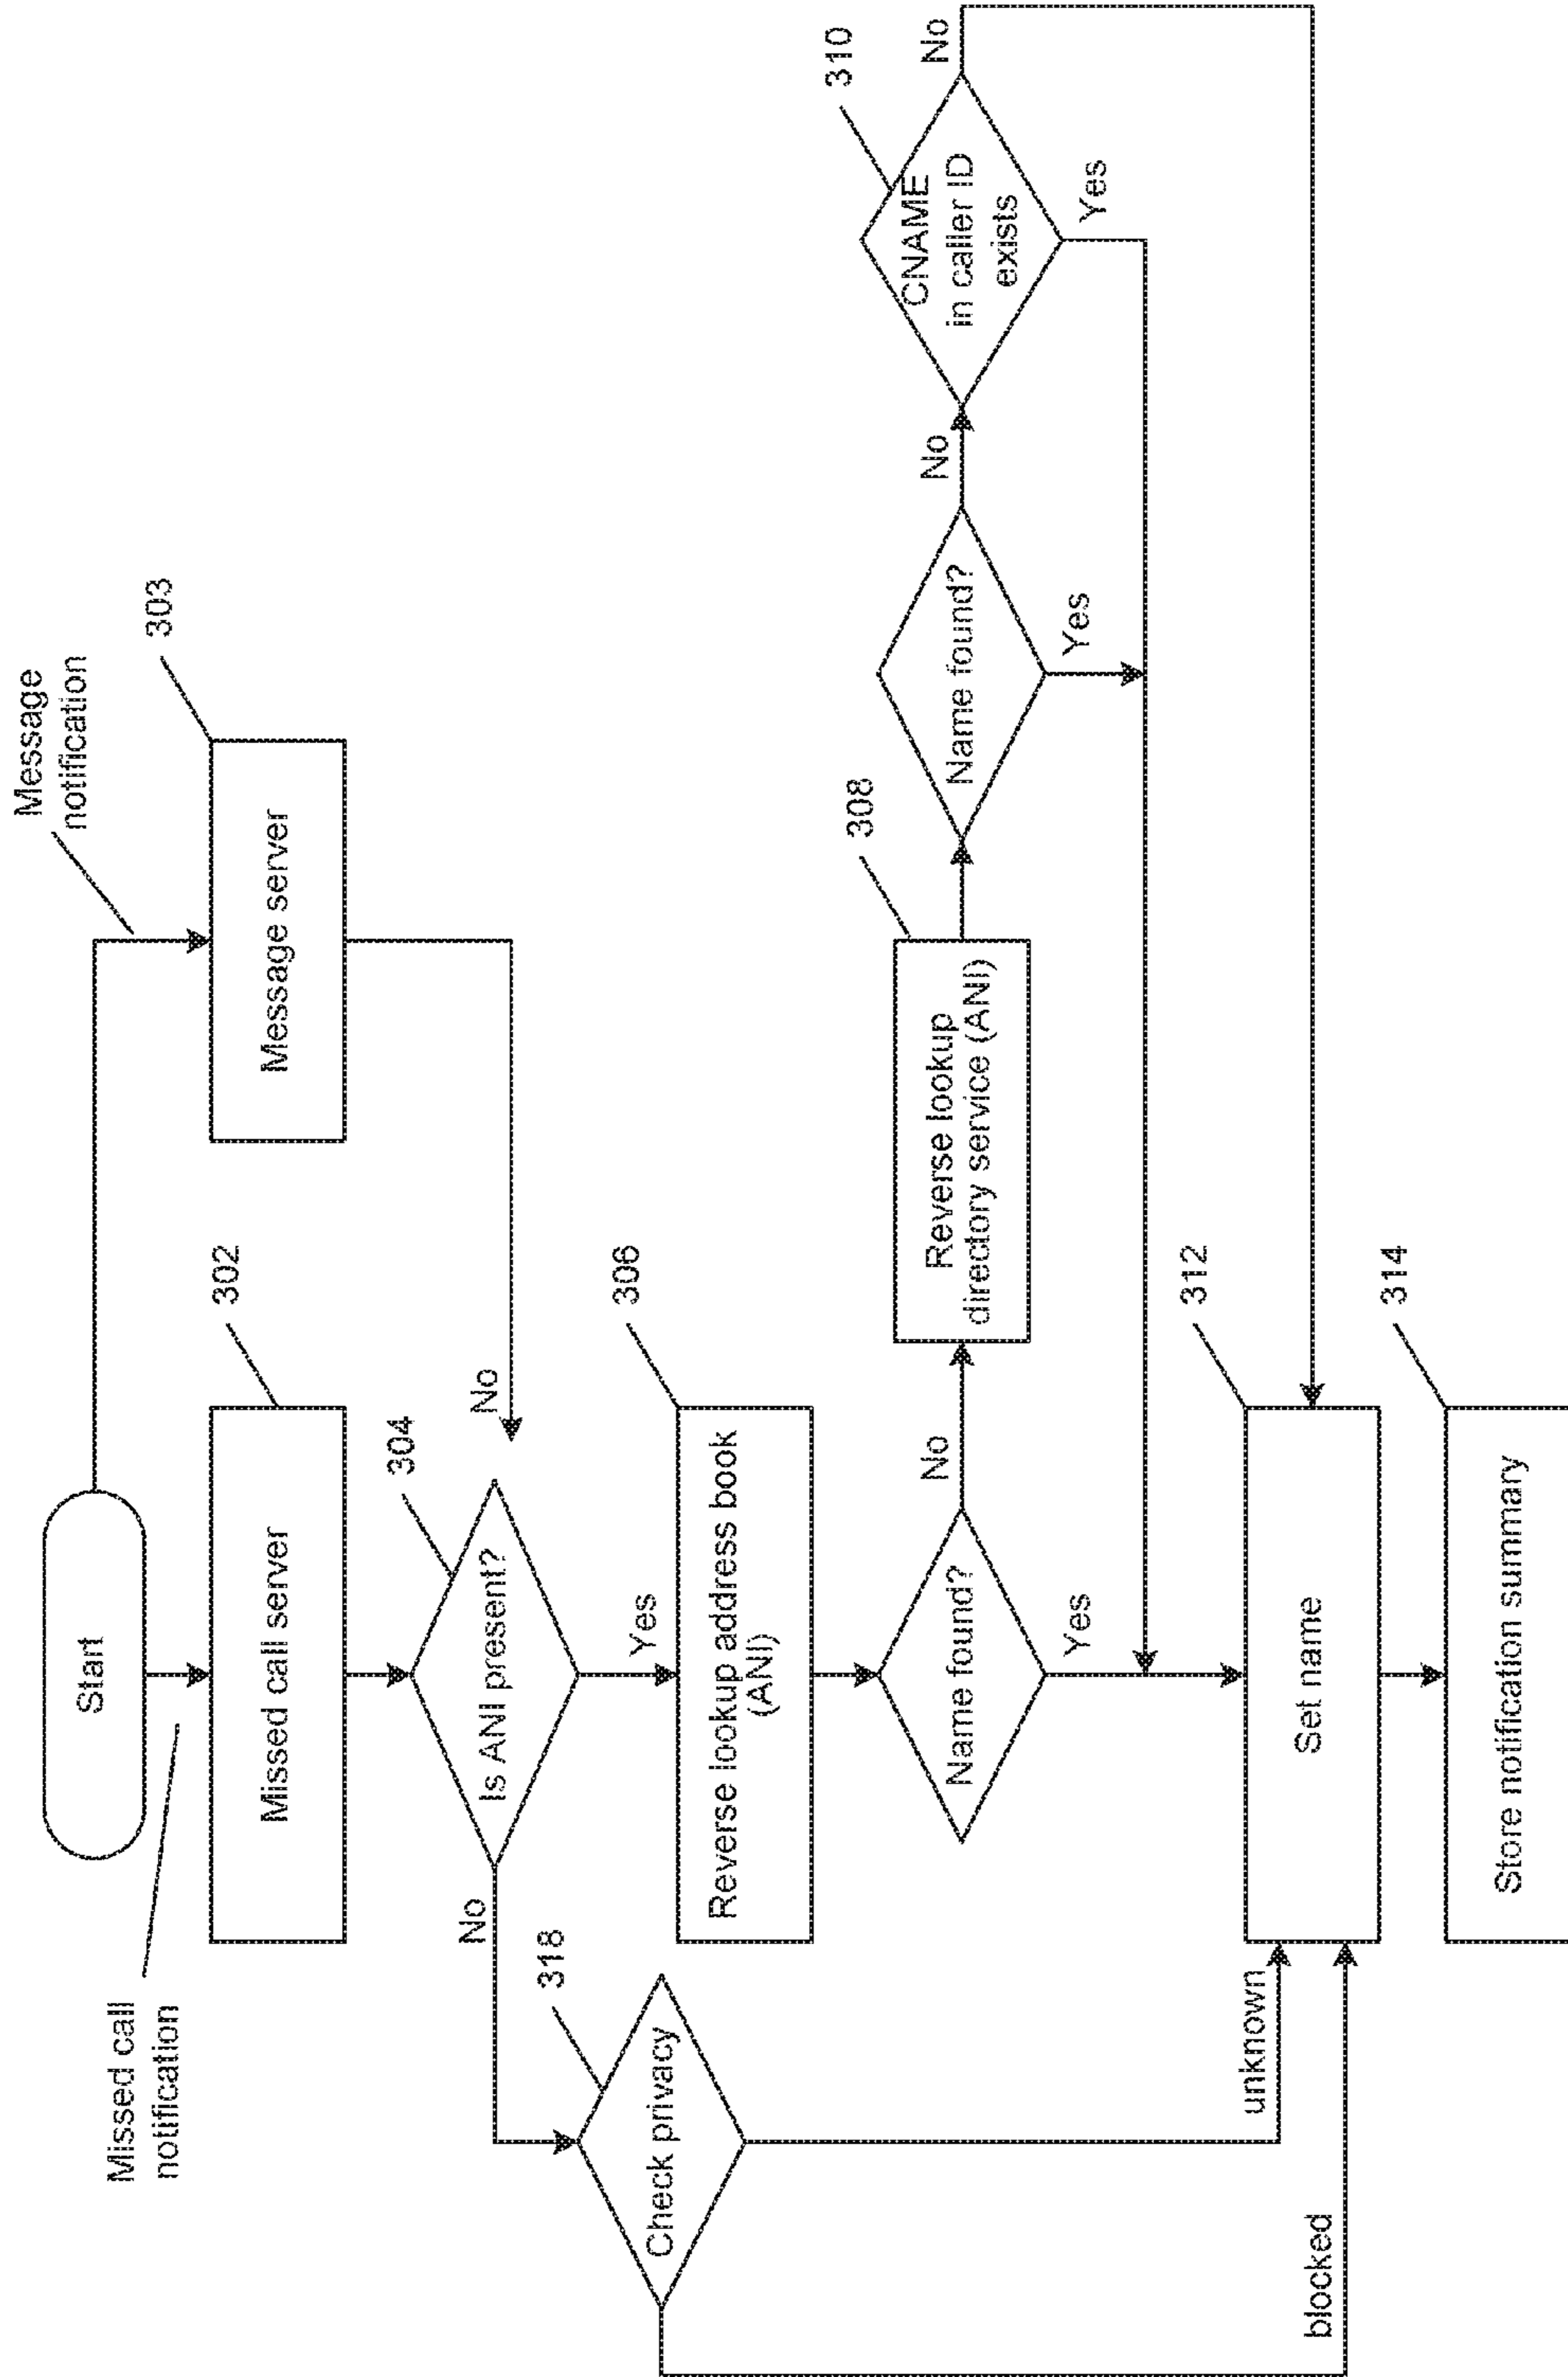 Start
Missed call
notification
Message
notification
302
Missed call server
303
Message server
304
Is ANI present?
No
No
Yes
318
Check privacy
306
Reverse lookup address book
(ANI)
Name found?
No
Yes
308
Reverse lookup
directory service (ANI)
Name found?
No
Yes
310
CNAME
in caller ID
exists
No
Yes
unknown
blocked
312
Set name
314
Store notification summary